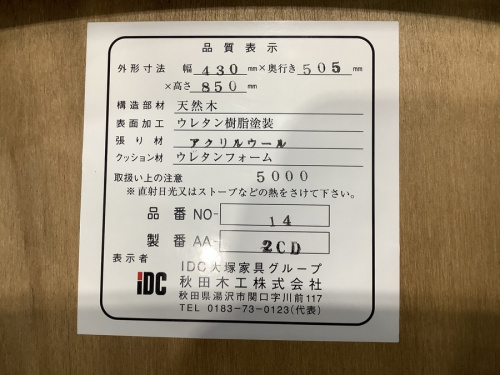 品質表示
外形寸法 幅 430 mm×奥行き 505 mm
×高さ 850 mm
構造部材 天然木
表面加工 ウレタン樹脂塗装
張り材 アクリルウール
クッション材 ウレタンフォーム
取扱い上の注意 5000
※直射日光又はストーブなどの熱をさけて下さい。
品番 NO- 14
製番 AA- 2CD
表示者
IDC大塚家具グループ
iDC 秋田木工株式会社
秋田県湯沢市関口字川前117
TEL 0183-73-0123(代表)